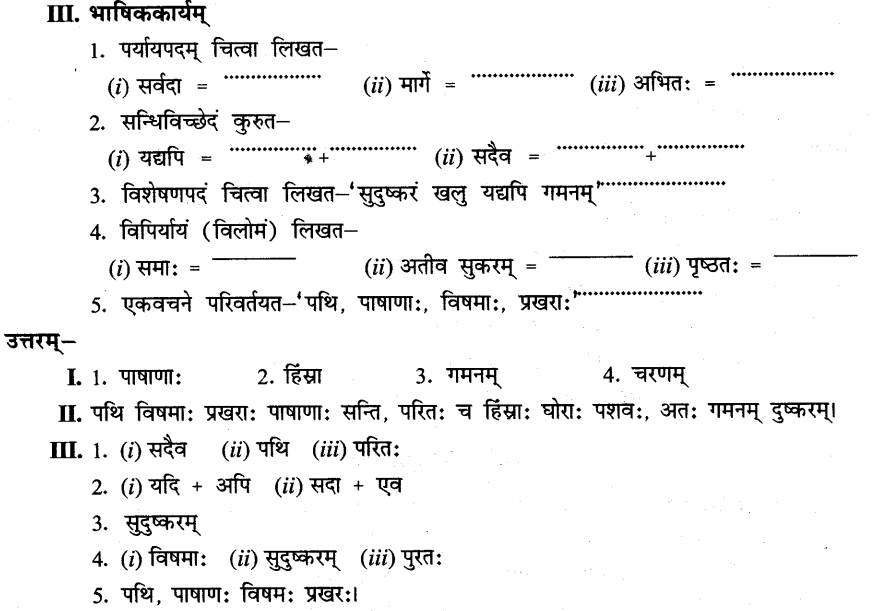 III. भाषिककार्यम्
1. पर्यायपदम् चित्वा लिखत–
(i) सर्वदा = .................... (ii) मार्गे = .................... (iii) अभितः = ....................
2. सन्धिविच्छेदं कुरुत–
(i) यद्यपि = .................+................. (ii) सदैव = .................+.................
3. विशेषणपदं चित्वा लिखत–‘सुदुष्करं खलु यद्यपि गमनम्’.........................
4. विपिर्यायं (विलोमं) लिखत–
(i) समाः = ________ (ii) अतीव सुकरम् = ________ (iii) पृष्ठतः = ________
5. एकवचने परिवर्तयत–‘पथि, पाषाणाः, विषमाः, प्रखराः’.........................
उत्तरम्–
I. 1. पाषाणाः 2. हिंस्रा 3. गमनम् 4. चरणम्
II. पथि विषमाः प्रखराः पाषाणाः सन्ति, परितः च हिंस्राः घोराः पशवः, अतः गमनम् दुष्करम्।
III. 1. (i) सदैव (ii) पथि (iii) परितः
2. (i) यदि + अपि (ii) सदा + एव
3. सुदुष्करम्
4. (i) विषमाः (ii) सुदुष्करम् (iii) पुरतः
5. पथि, पाषाणः विषमः प्रखरः।